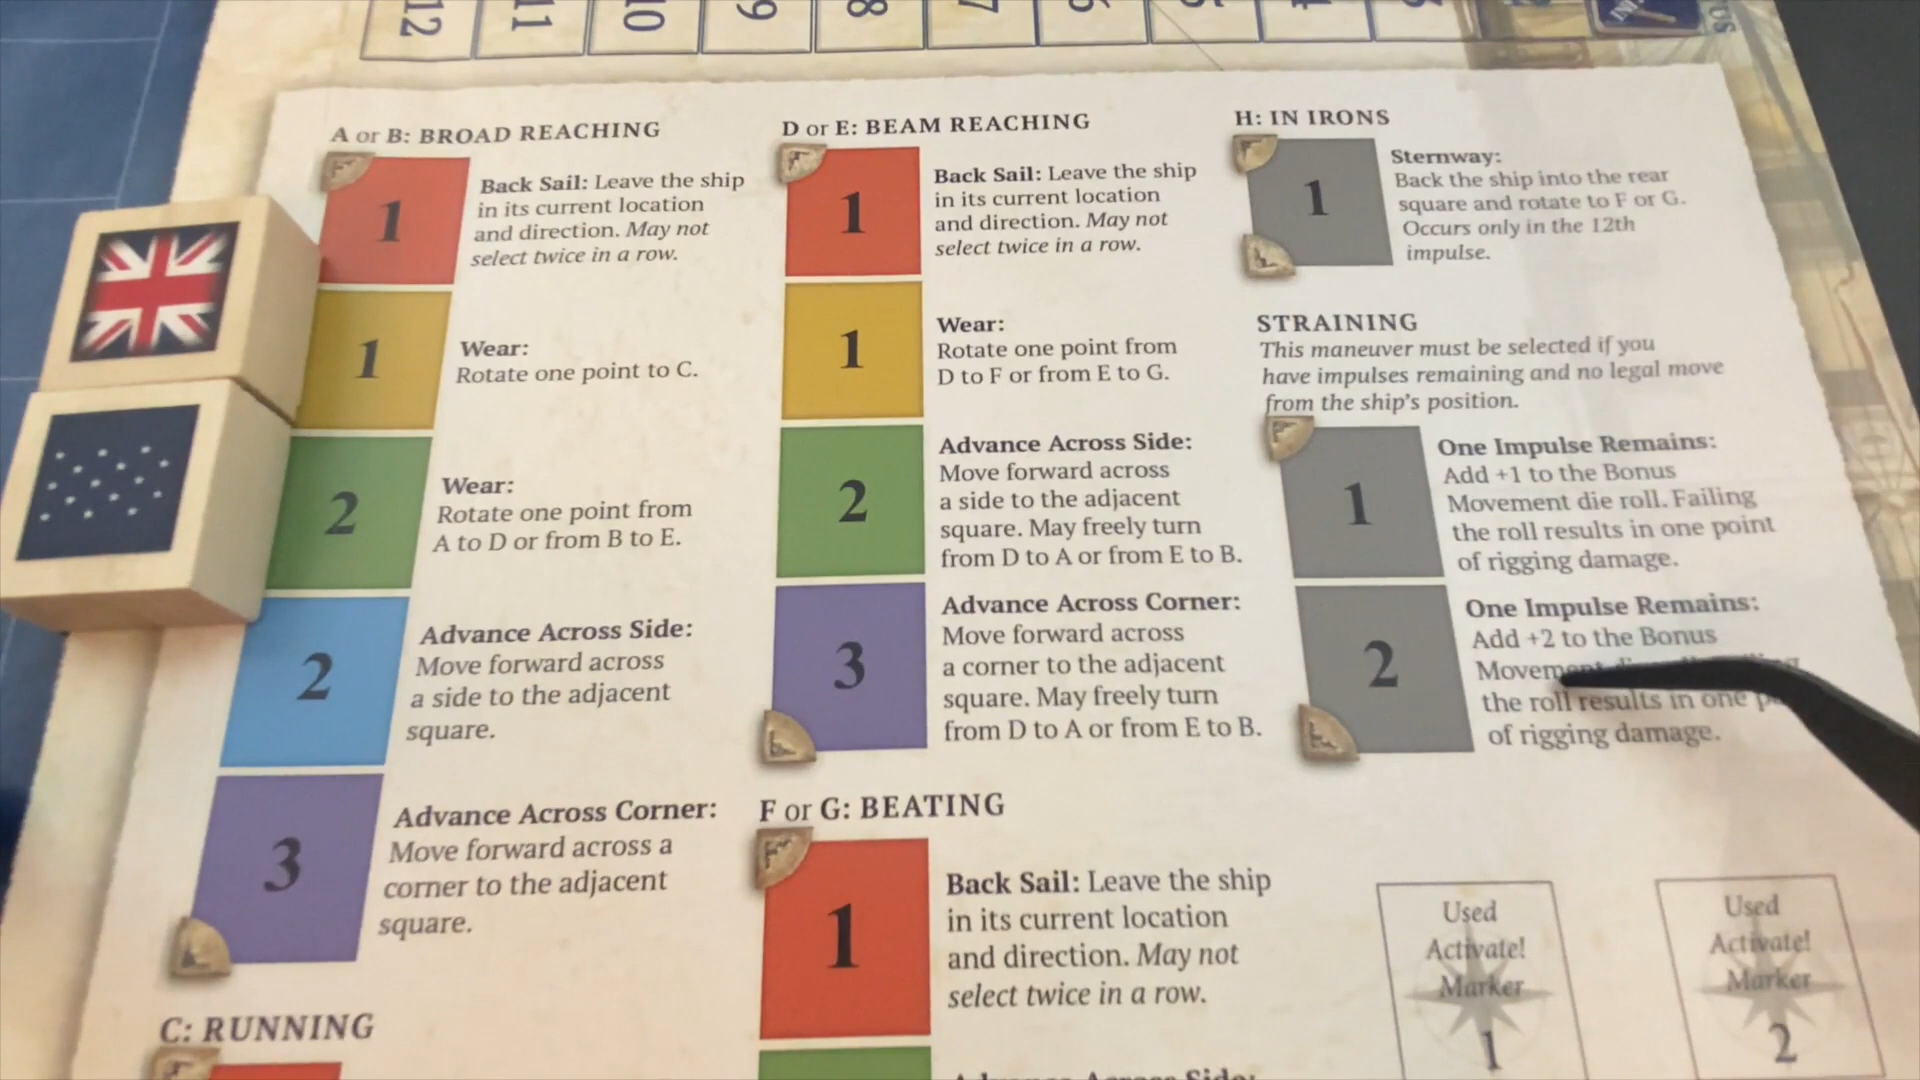 12
11
10
9
8
7
A or B: BROAD REACHING
1
Back Sail: Leave the ship
in its current location
and direction. May not
select twice in a row.
1
Wear:
Rotate one point to C.
2
Wear:
Rotate one point from
A to D or from B to E.
2
Advance Across Side:
Move forward across
a side to the adjacent
square.
3
Advance Across Corner:
Move forward across a
corner to the adjacent
square.
C: RUNNING
D or E: BEAM REACHING
1
Back Sail: Leave the ship
in its current location
and direction. May not
select twice in a row.
1
Wear:
Rotate one point from
D to F or from E to G.
2
Advance Across Side:
Move forward across
a side to the adjacent
square. May freely turn
from D to A or from E to B.
3
Advance Across Corner:
Move forward across
a corner to the adjacent
square. May freely turn
from D to A or from E to B.
F or G: BEATING
1
Back Sail: Leave the ship
in its current location
and direction. May not
select twice in a row.
Advance Across Side:
H: IN IRONS
1
Sternway:
Back the ship into the rear
square and rotate to F or G.
Occurs only in the 12th
impulse.
STRAINING
This maneuver must be selected if you
have impulses remaining and no legal move
from the ship's position.
1
One Impulse Remains:
Add +1 to the Bonus
Movement die roll. Failing
the roll results in one point
of rigging damage.
2
One Impulse Remains:
Add +2 to the Bonus
the roll results in one
of rigging damage.
Used
Activate!
Marker
1
Used
Activate!
Marker
2